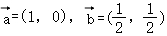 a⃗=(1, 0), b⃗=(1/2, 1/2)